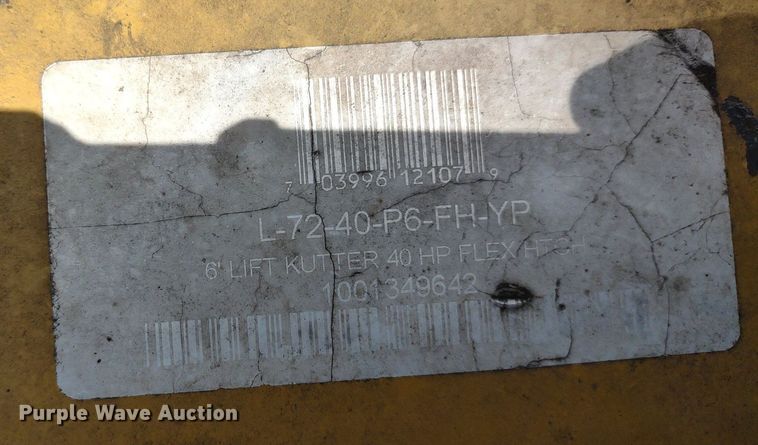 7 03996 12107 9
L-72-40-P6-FH-YP
6' LIFT KUTTER 40 HP FLEX HTCH
1001349642
Purple Wave Auction